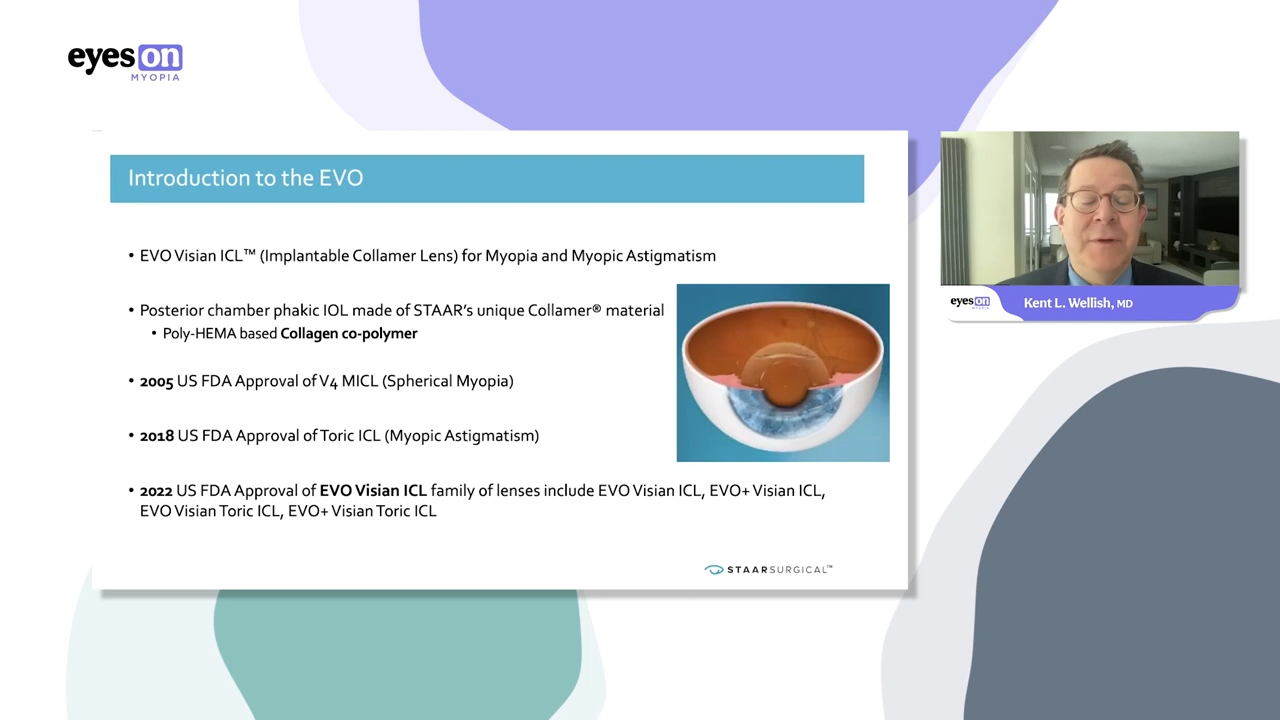 eyes on
MYOPIA
Introduction to the EVO
• EVO Visian ICL™ (Implantable Collamer Lens) for Myopia and Myopic Astigmatism
• Posterior chamber phakic IOL made of STAAR's unique Collamer® material
• Poly-HEMA based Collagen co-polymer
• 2005 US FDA Approval of V4 MICL (Spherical Myopia)
• 2018 US FDA Approval of Toric ICL (Myopic Astigmatism)
• 2022 US FDA Approval of EVO Visian ICL family of lenses include EVO Visian ICL, EVO+ Visian ICL,
EVO Visian Toric ICL, EVO+ Visian Toric ICL
STAARSURGICAL™
eyes on
MYOPIA
Kent L. Wellish, MD